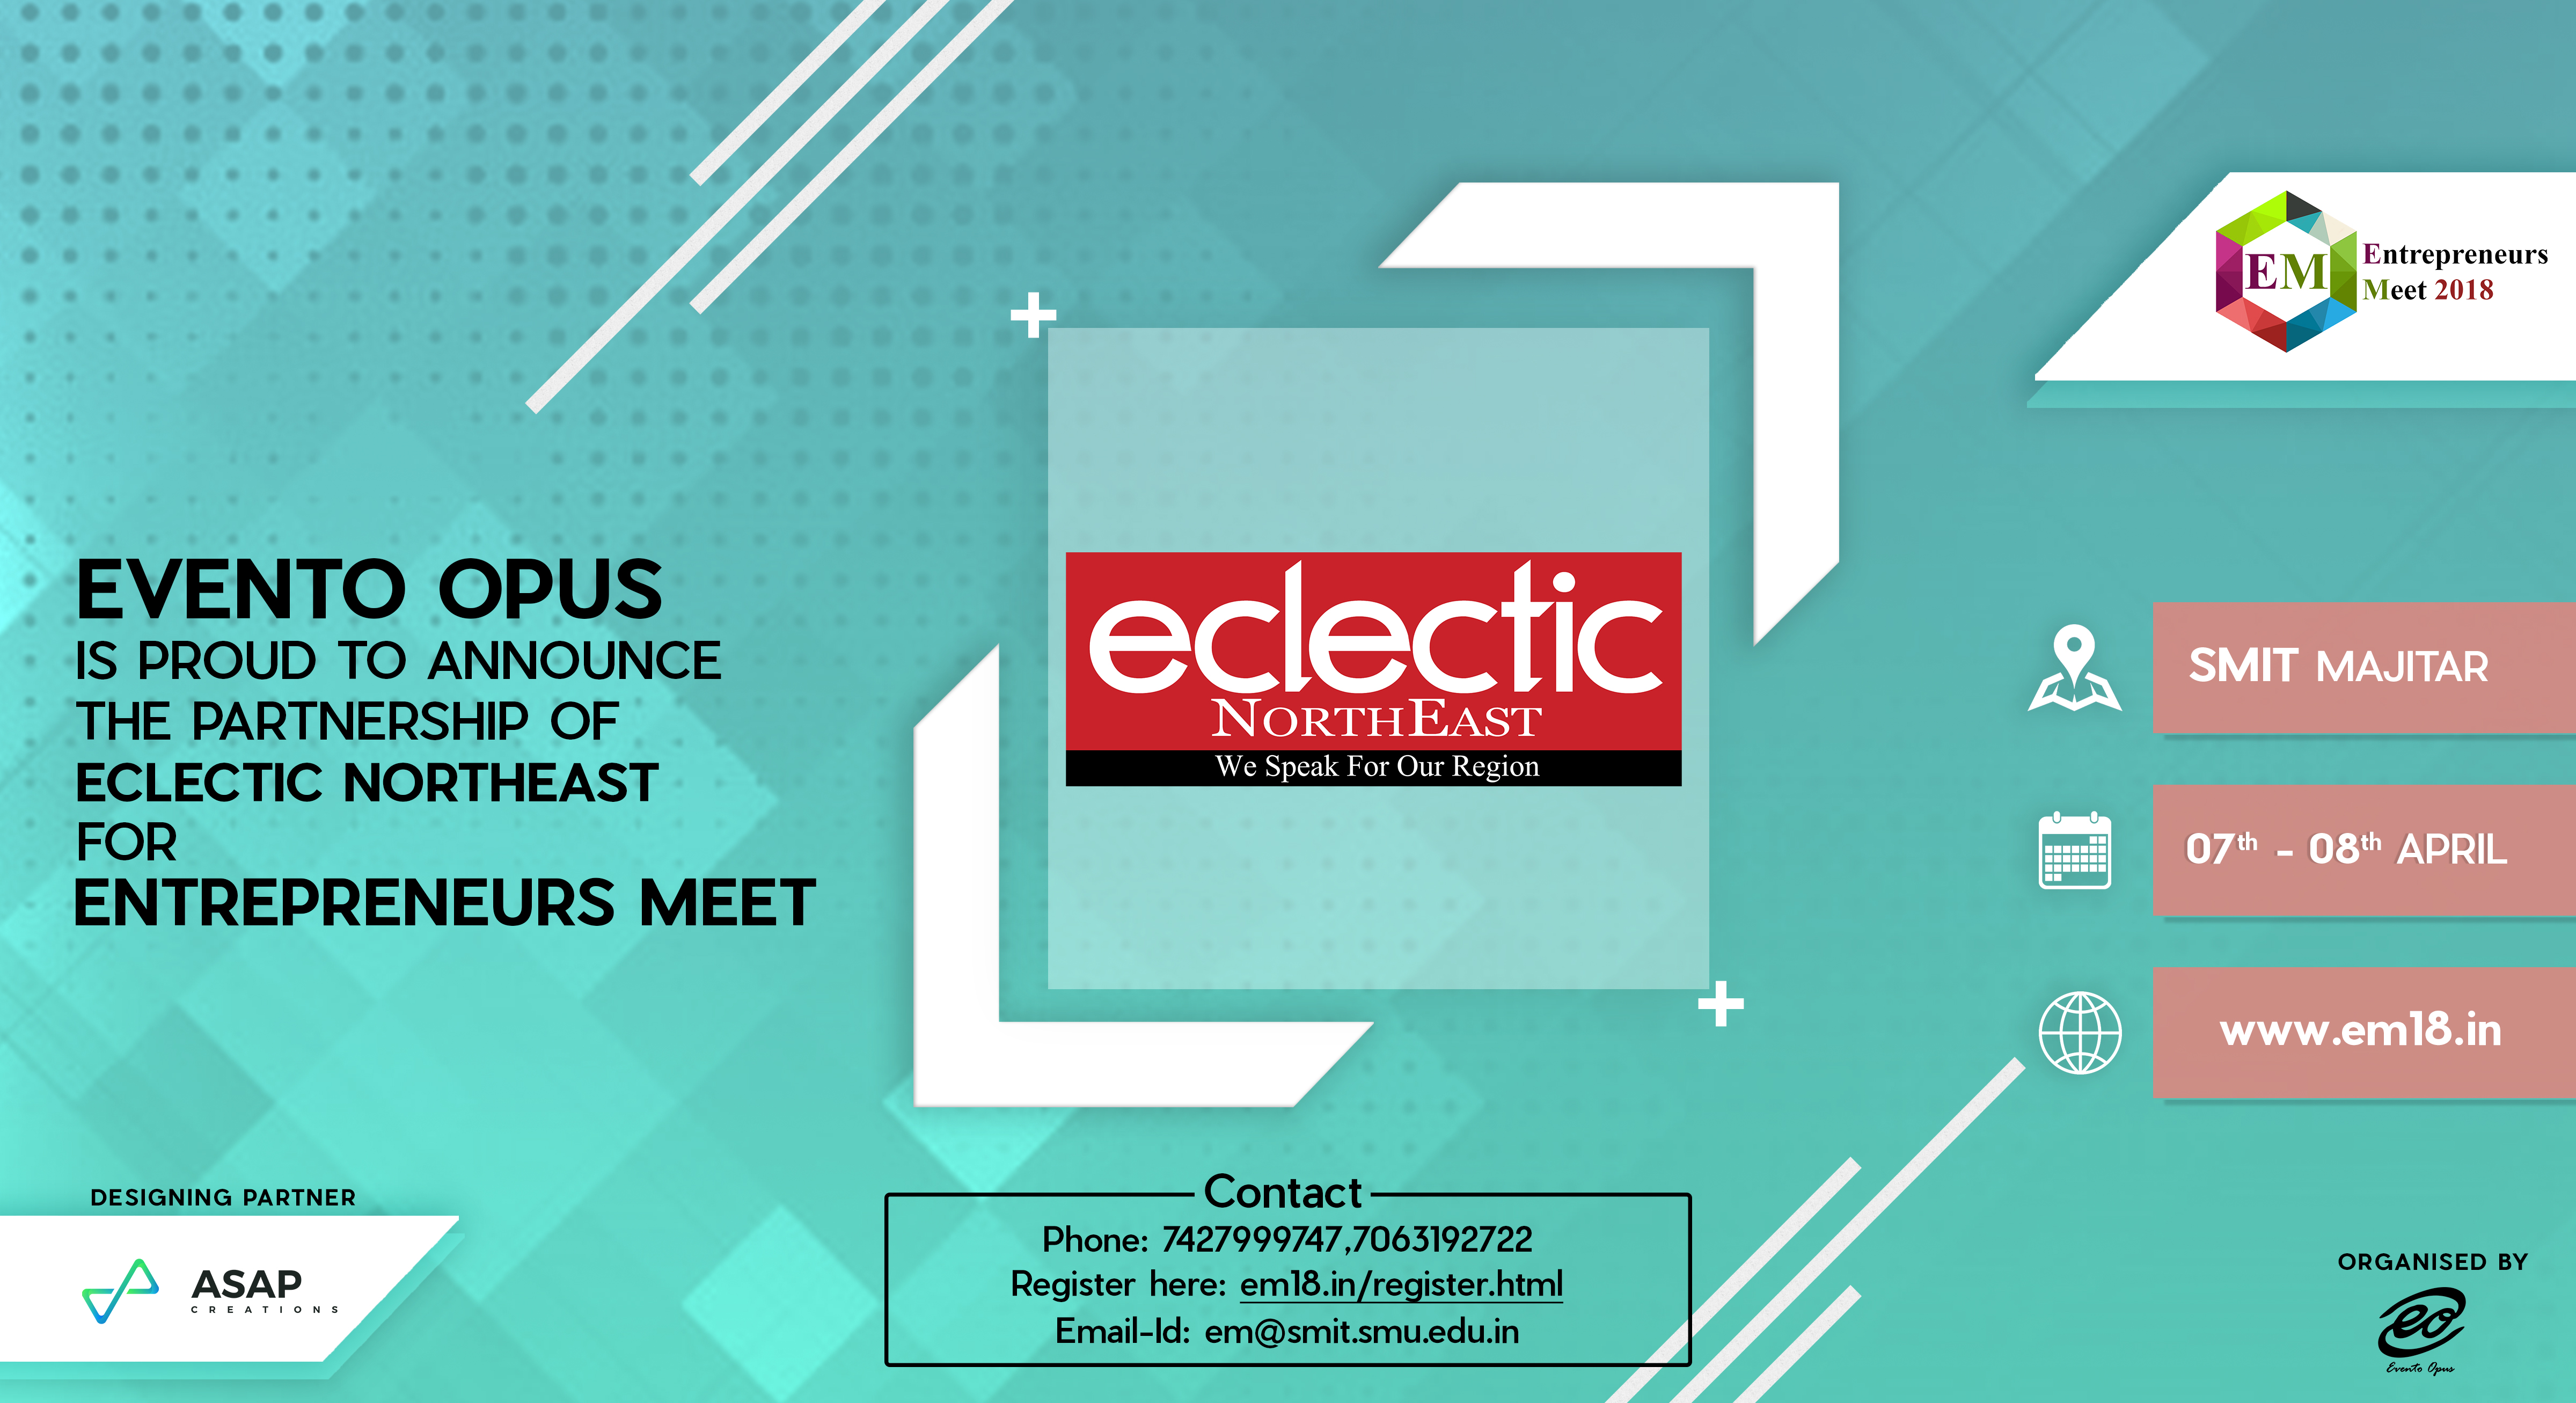 EVENTO OPUS
IS PROUD TO ANNOUNCE
THE PARTNERSHIP OF
ECLECTIC NORTHEAST
FOR
ENTREPRENEURS MEET
eclectic
NORTHEAST
We Speak For Our Region
EM
Entrepreneurs
Meet 2018
SMIT MAJITAR
07th - 08th APRIL
www.em18.in
DESIGNING PARTNER
ASAP
CREATIONS
Contact
Phone: 7427999747,7063192722
Register here: em18.in/register.html
Email-Id: em@smit.smu.edu.in
ORGANISED BY
eo
Evento Opus